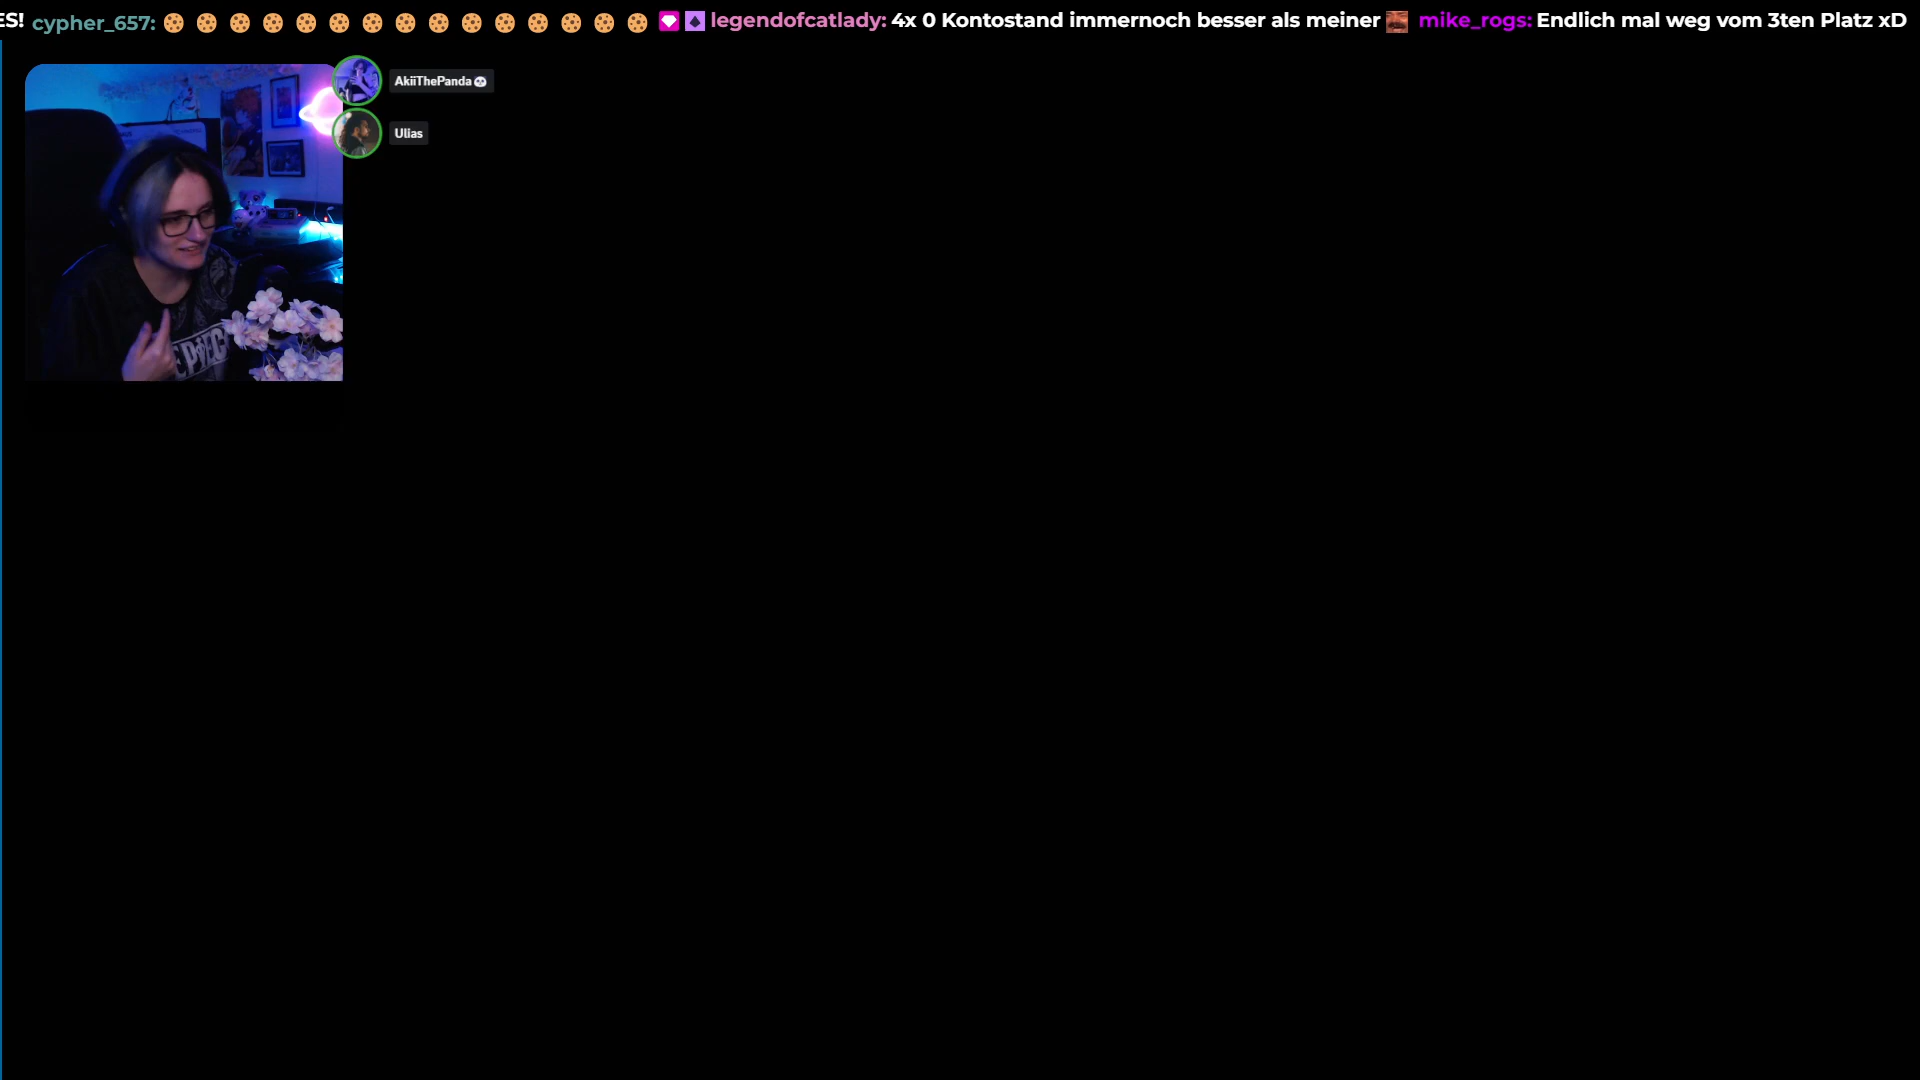 ES! cypher_657: legendofcatlady: 4x 0 Kontostand immernoch besser als meiner mike_rogs: Endlich mal weg vom 3ten Platz xD
AkiiThePanda
Ulias
EPIEC